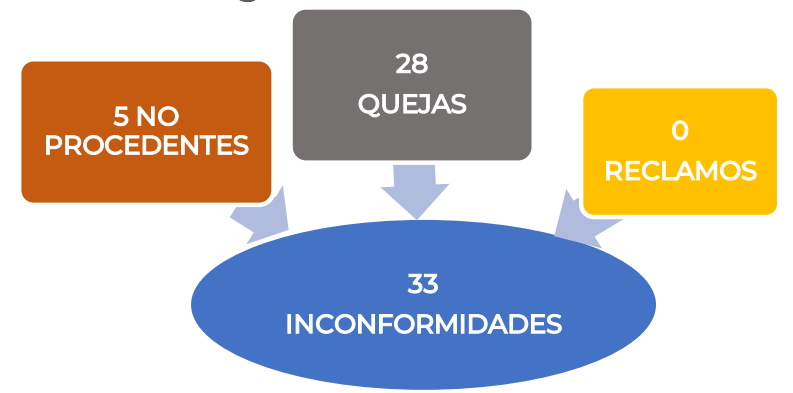 28
QUEJAS
5 NO
PROCEDENTES
0
RECLAMOS
33
INCONFORMIDADES